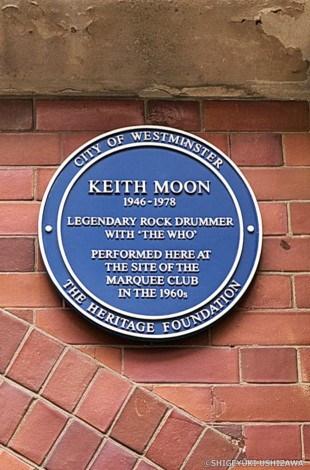 CITY OF WESTMINSTER
KEITH MOON
1946-1978
LEGENDARY ROCK DRUMMER
WITH 'THE WHO'
PERFORMED HERE AT
THE SITE OF THE
MARQUEE CLUB
IN THE 1960s
THE HERITAGE FOUNDATION
©SHIGEYUKI USHIZAWA